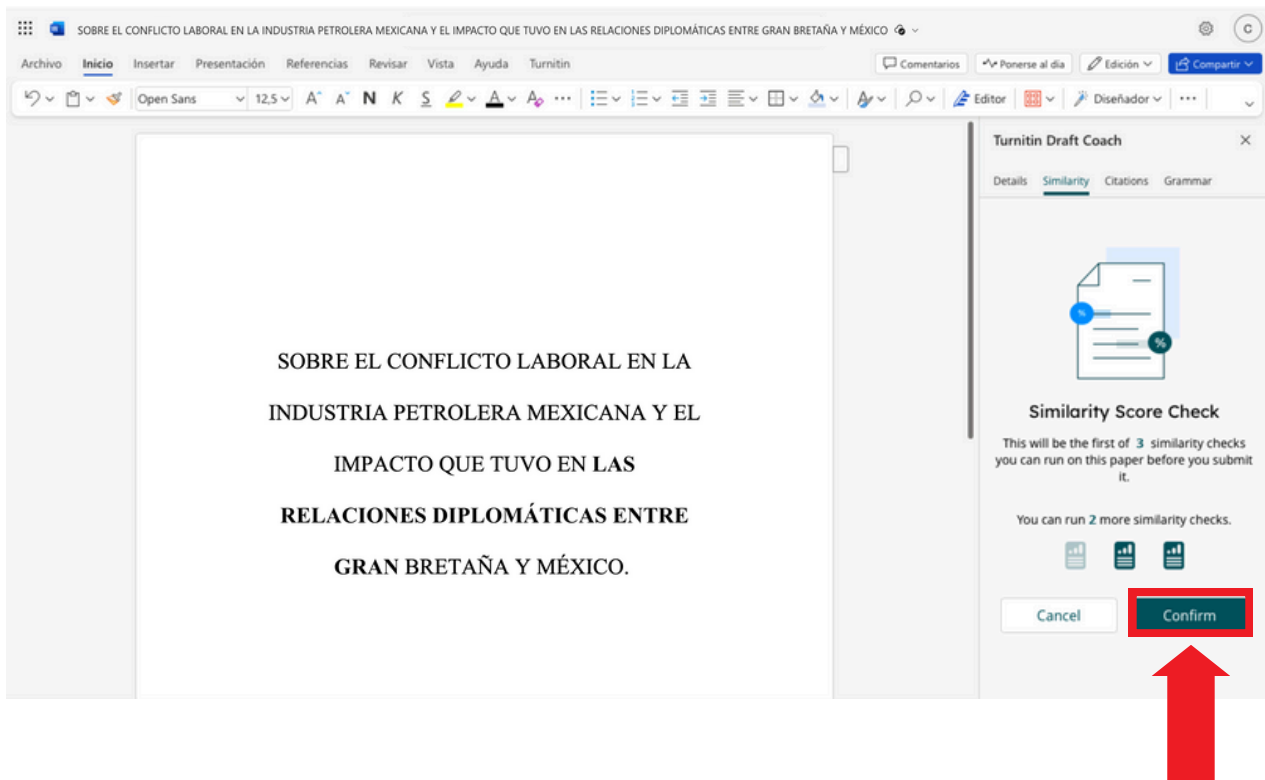 SOBRE EL CONFLICTO LABORAL EN LA INDUSTRIA PETROLERA MEXICANA Y EL IMPACTO QUE TUVO EN LAS RELACIONES DIPLOMÁTICAS ENTRE GRAN BRETAÑA Y MÉXICO
C
Archivo Inicio Insertar Presentación Referencias Revisar Vista Ayuda Turnitin Comentarios Ponerse al día Edición Compartir
Open Sans 12,5 A A N K S A A Editor Diseñador
Turnitin Draft Coach
Details Similarity Citations Grammar
%
%
SOBRE EL CONFLICTO LABORAL EN LA
INDUSTRIA PETROLERA MEXICANA Y EL
IMPACTO QUE TUVO EN LAS
RELACIONES DIPLOMÁTICAS ENTRE
GRAN BRETAÑA Y MÉXICO.
Similarity Score Check
This will be the first of 3 similarity checks
you can run on this paper before you submit
it.
You can run 2 more similarity checks.
Cancel Confirm